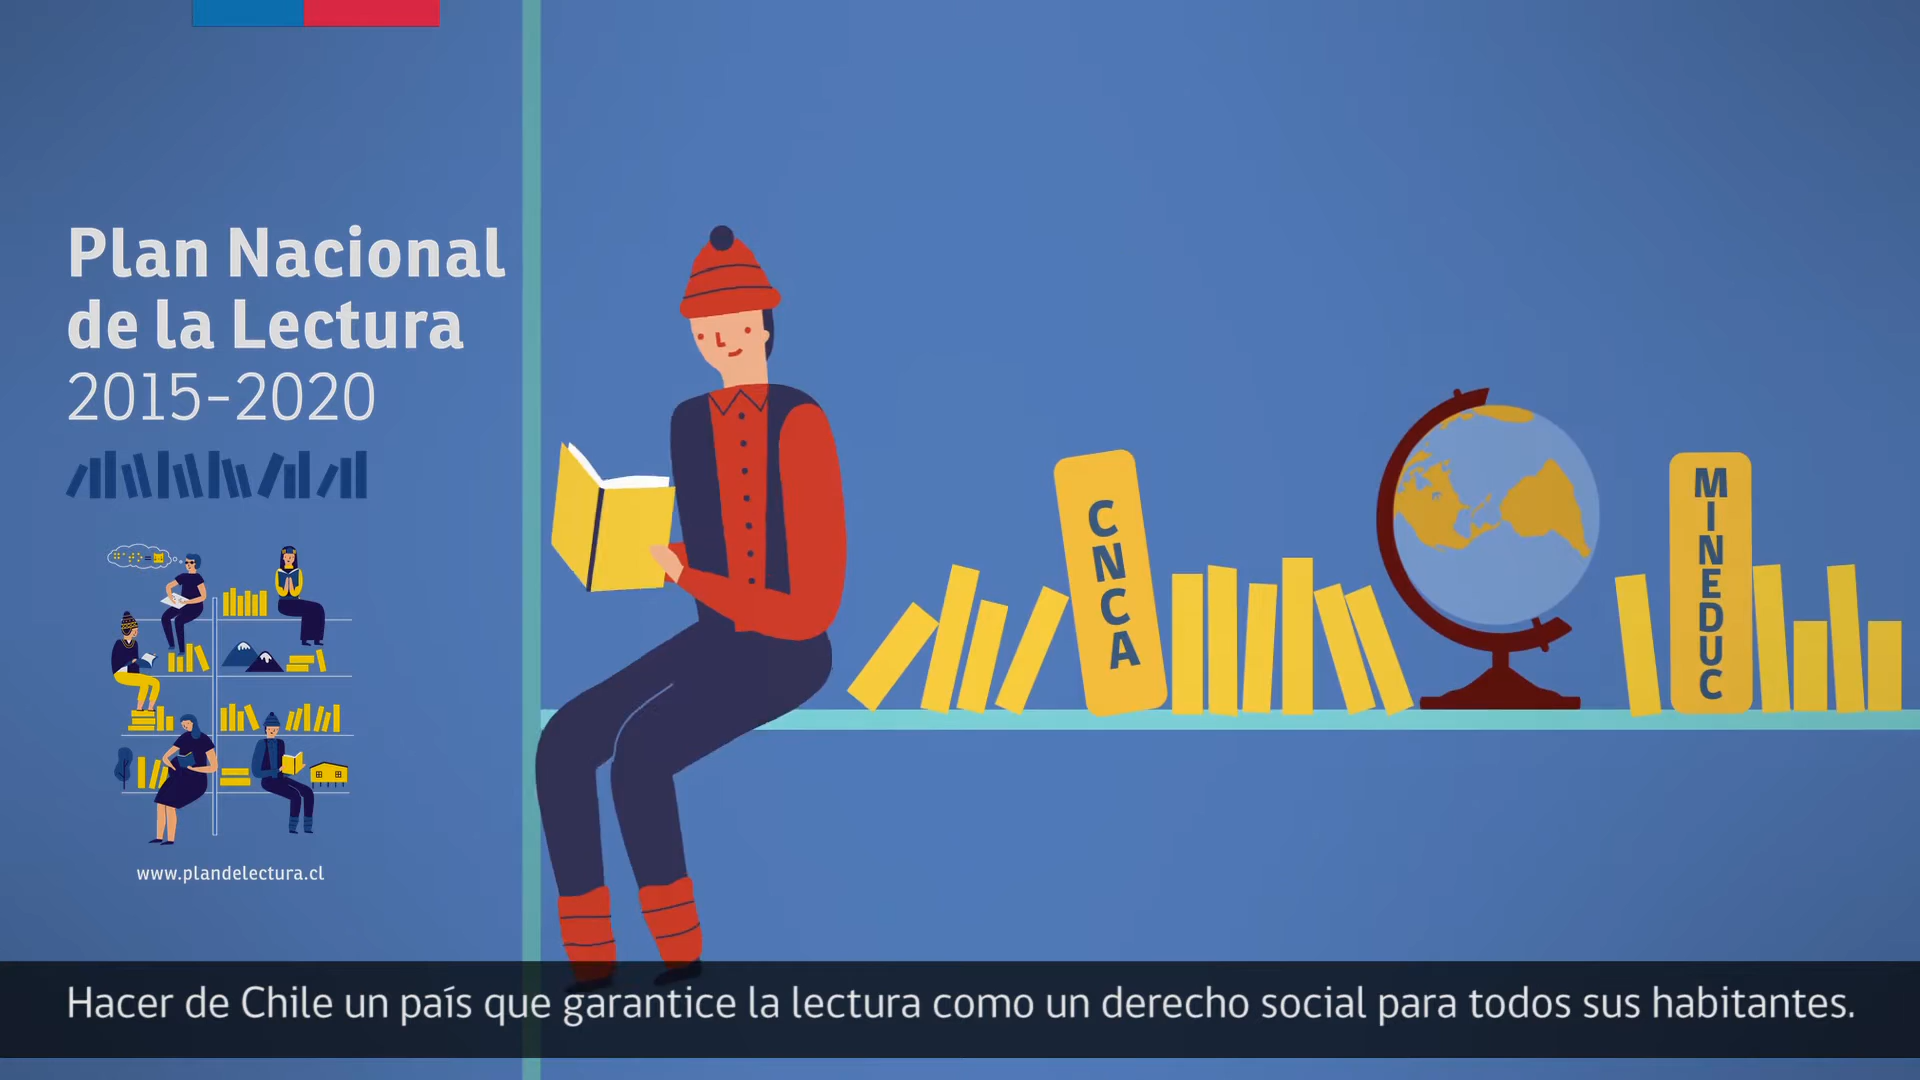 Plan Nacional
de la Lectura
2015-2020
www.plandelectura.cl
CNCA
MINEDUC
Hacer de Chile un país que garantice la lectura como un derecho social para todos sus habitantes.